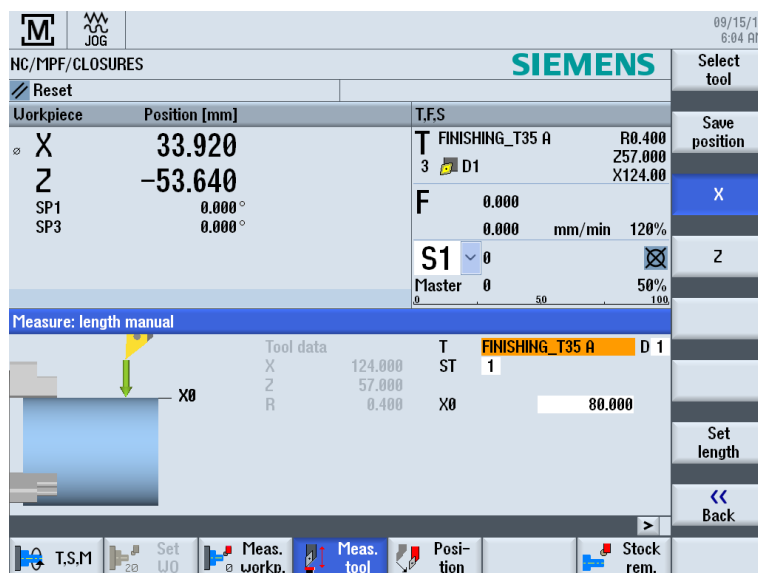 M
JOG
09/15/1
6:04 AM
NC/MPF/CLOSURES
SIEMENS
Select
tool
Reset
Workpiece Position [mm]
T,F,S
Save
position
⌀ X 33.920
T FINISHING_T35 A R0.400
3 D1 Z57.000
X124.00
Z -53.640
SP1 0.000°
SP3 0.000°
F 0.000
0.000 mm/min 120%
X
S1 0
Master 0 50%
0 50 100
Z
Measure: length manual
Tool data
X 124.000
Z 57.000
R 0.400
X0
T FINISHING_T35 A D 1
ST 1
X0 80.000
Set
length
<<
Back
>
T,S,M
Set
WO
20
Meas.
workp.
⌀
Meas.
tool
Posi-
tion
Stock
rem.